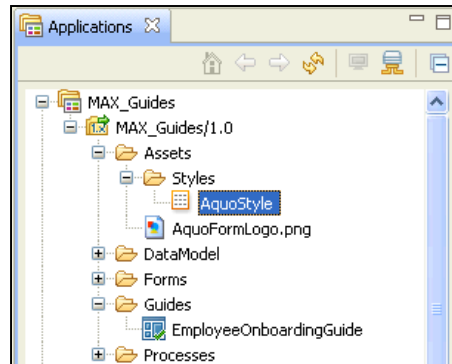 Applications
MAX_Guides
MAX_Guides/1.0
Assets
Styles
AquoStyle
AquoFormLogo.png
DataModel
Forms
Guides
EmployeeOnboardingGuide
Processes